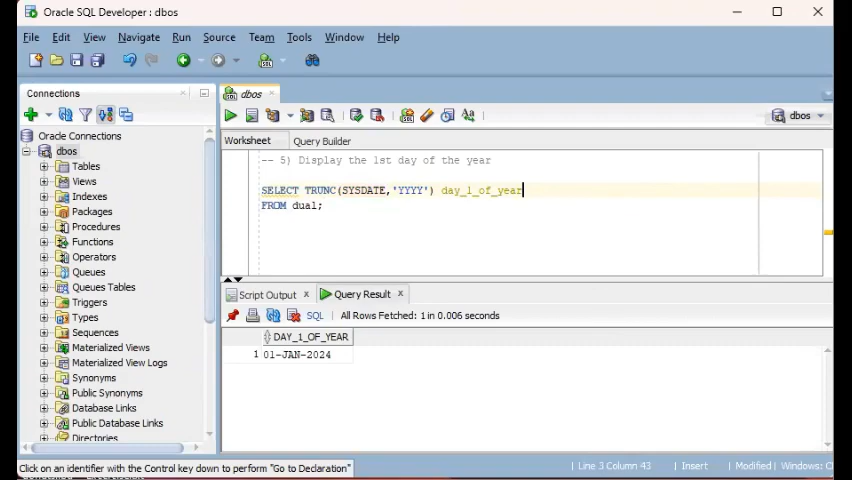 Oracle SQL Developer : dbos
File Edit View Navigate Run Source Team Tools Window Help
Connections
dbos
dbos
Worksheet Query Builder
Oracle Connections
dbos
Tables
Views
Indexes
Packages
Procedures
Functions
Operators
Queues
Queues Tables
Triggers
Types
Sequences
Materialized Views
Materialized View Logs
Synonyms
Public Synonyms
Database Links
Public Database Links
Directories
-- 5) Display the 1st day of the year
SELECT TRUNC(SYSDATE,'YYYY') day_1_of_year
FROM dual;
Script Output Query Result
SQL All Rows Fetched: 1 in 0.006 seconds
DAY_1_OF_YEAR
1 01-JAN-2024
Click on an identifier with the Control key down to perform "Go to Declaration"
Line 3 Column 43 Insert Modified Windows: C